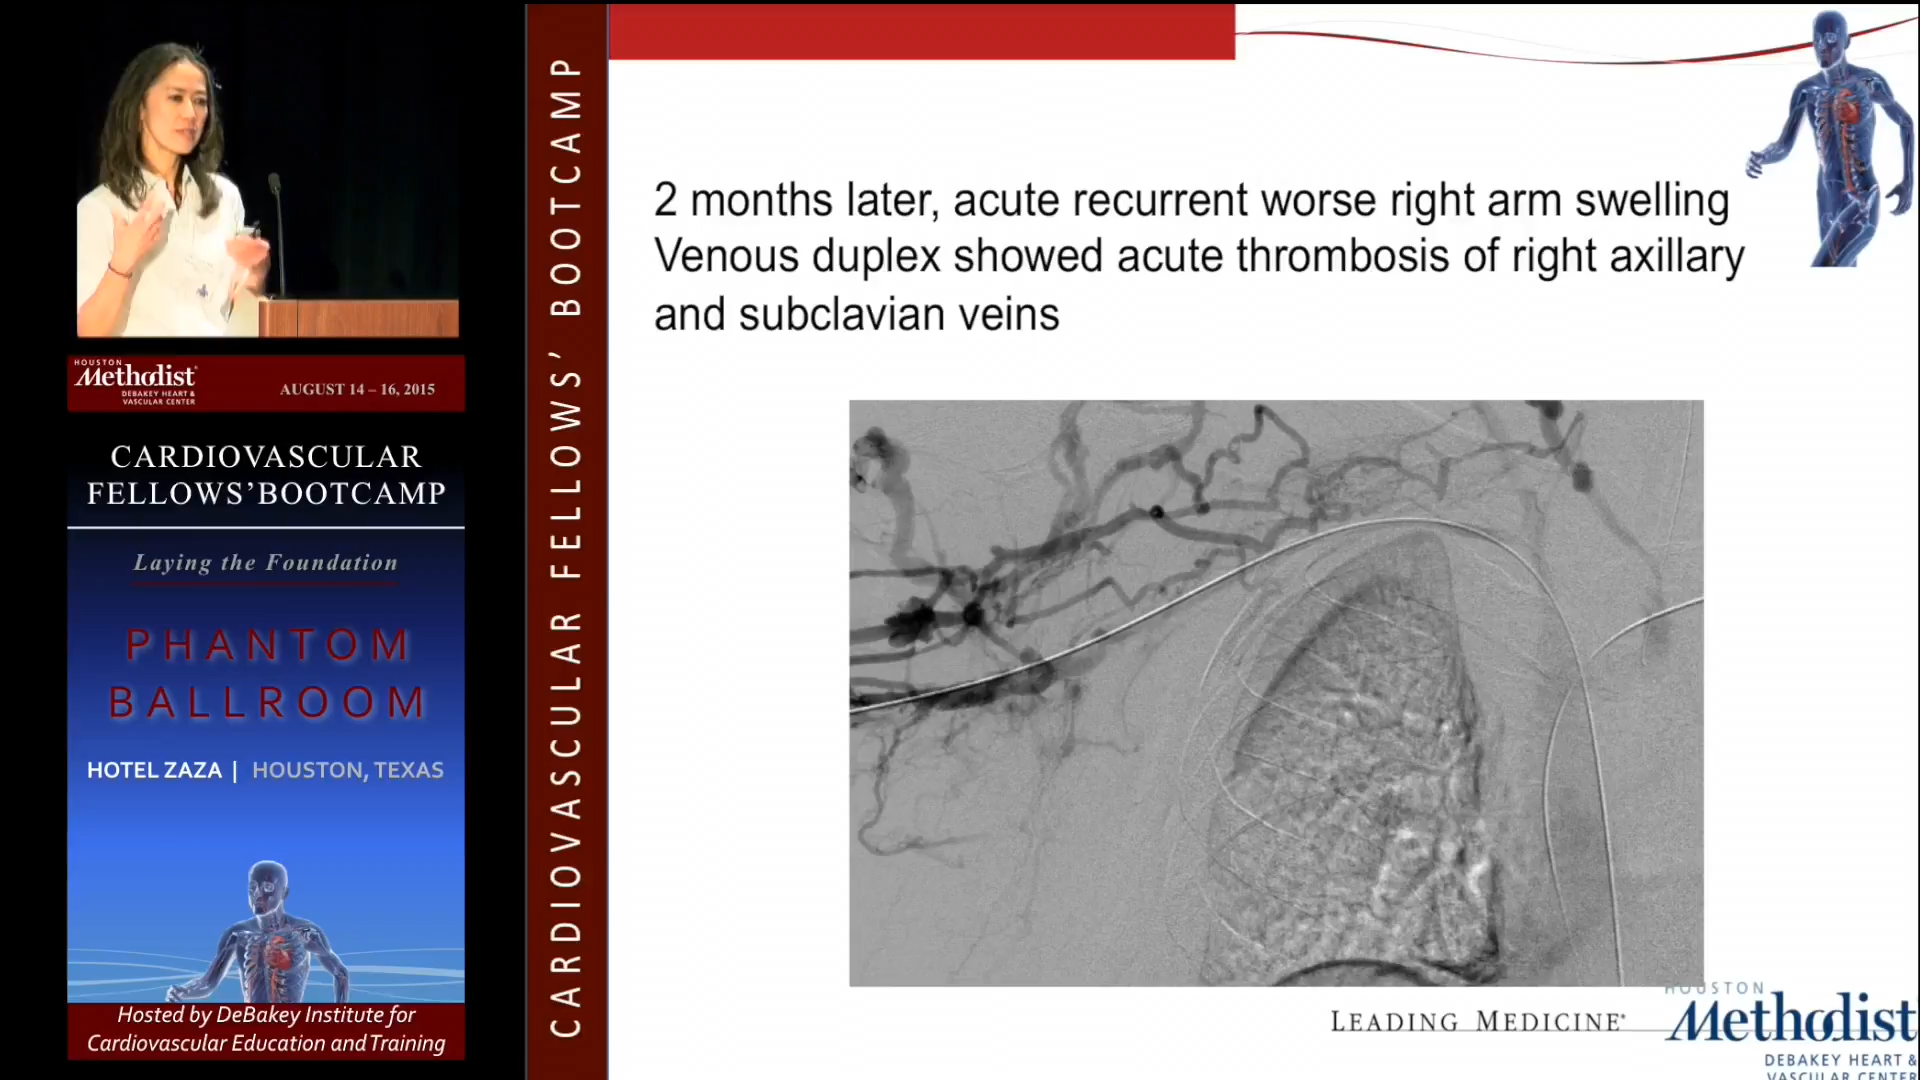 HOUSTON
Methodist
DEBAKEY HEART &
VASCULAR CENTER
AUGUST 14 – 16, 2015
CARDIOVASCULAR
FELLOWS'BOOTCAMP
Laying the Foundation
PHANTOM
BALLROOM
HOTEL ZAZA | HOUSTON, TEXAS
Hosted by DeBakey Institute for
Cardiovascular Education and Training
CARDIOVASCULAR FELLOWS' BOOTCAMP
2 months later, acute recurrent worse right arm swelling
Venous duplex showed acute thrombosis of right axillary
and subclavian veins
LEADING MEDICINE
HOUSTON
Methodist
DEBAKEY HEART &
VASCULAR CENTER